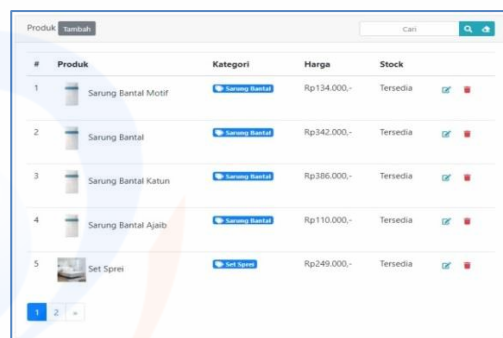 Produk Tambah Cari
# Produk Kategori Harga Stock
1 Sarung Bantal Motif Sarung Bantal Rp134.000,- Tersedia
2 Sarung Bantal Sarung Bantal Rp342.000,- Tersedia
3 Sarung Bantal Katun Sarung Bantal Rp386.000,- Tersedia
4 Sarung Bantal Ajaib Sarung Bantal Rp110.000,- Tersedia
5 Set Sprei Set Sprei Rp249.000,- Tersedia
1 2 »